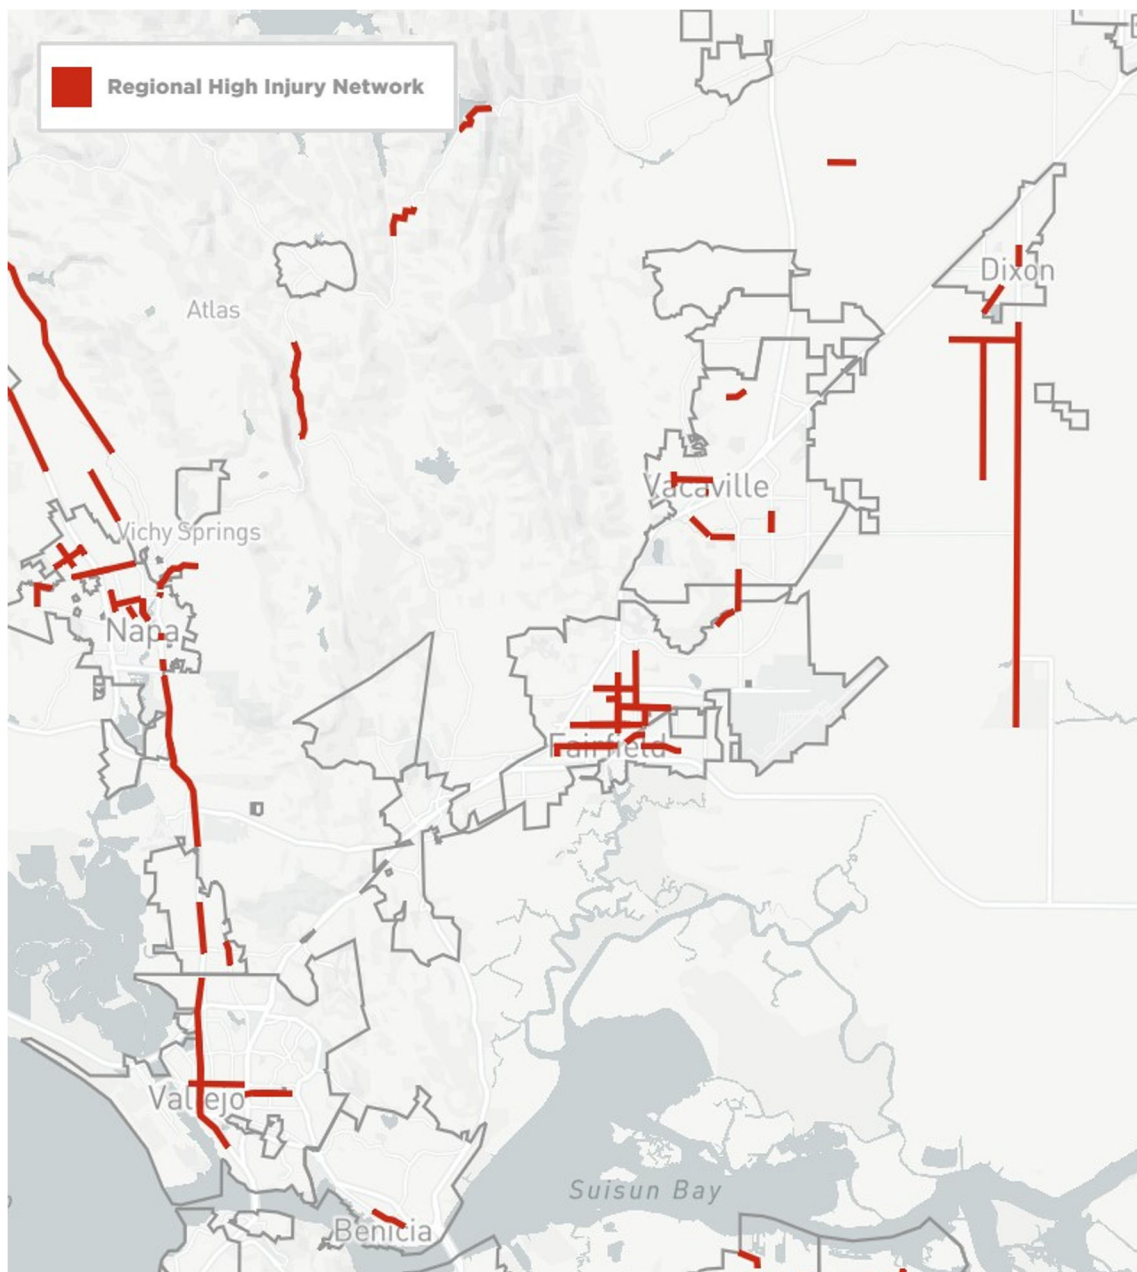 Regional High Injury Network
Dixon
Atlas
Vacaville
Vichy Springs
Napa
Fairfield
Vallejo
Suisun Bay
Benicia